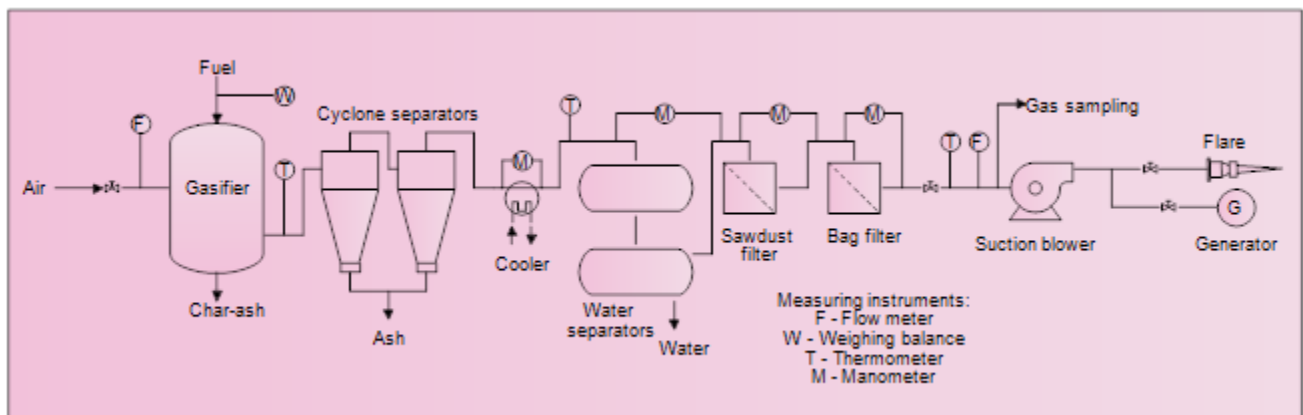 Fuel
W
F
Cyclone separators
T
M
M
M
Gas sampling
Flare
Air
Gasifier
T
M
T
F
G
Cooler
Sawdust
filter
Bag filter
Suction blower
Generator
Char-ash
Ash
Water
separators
Water
Measuring instruments:
F - Flow meter
W - Weighing balance
T - Thermometer
M - Manometer